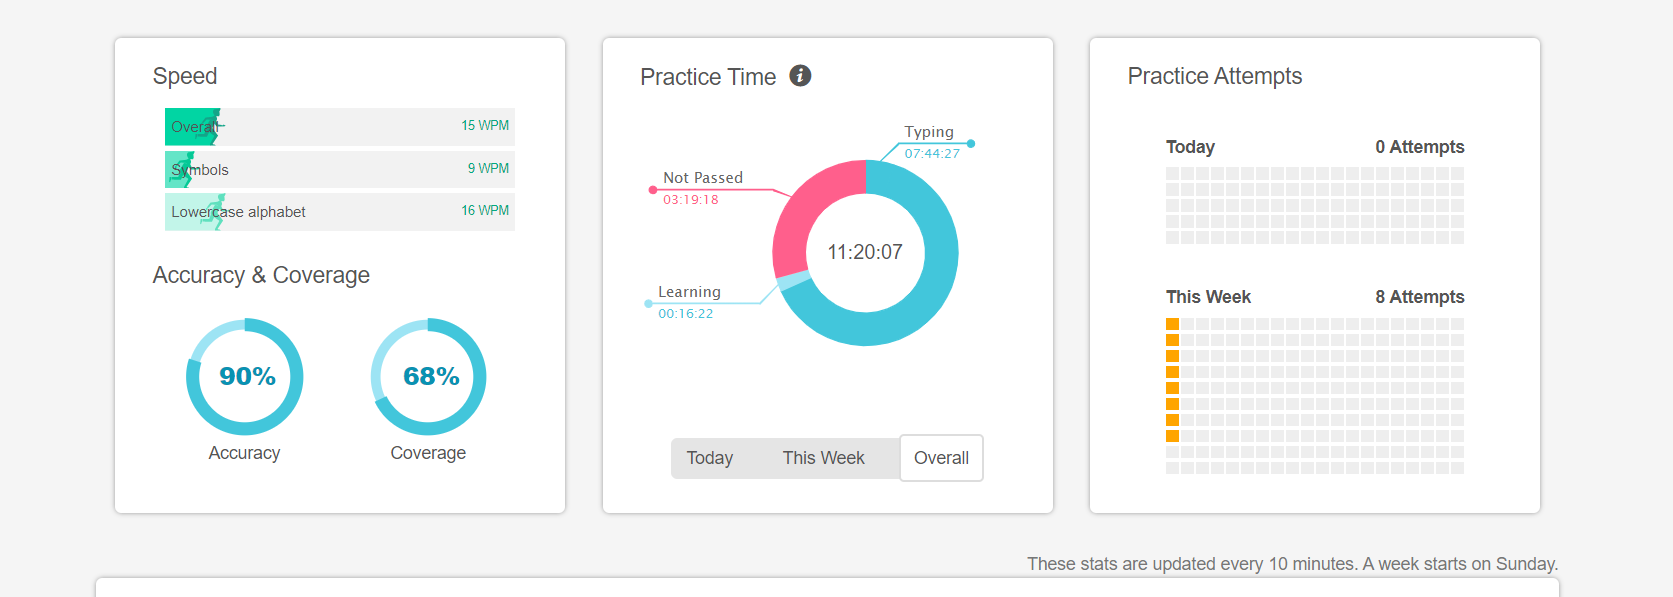 Speed
Overall 15 WPM
Symbols 9 WPM
Lowercase alphabet 16 WPM
Accuracy & Coverage
90%
Accuracy
68%
Coverage
Practice Time i
Typing
07:44:27
Not Passed
03:19:18
11:20:07
Learning
00:16:22
Today This Week Overall
Practice Attempts
Today 0 Attempts
This Week 8 Attempts
These stats are updated every 10 minutes. A week starts on Sunday.